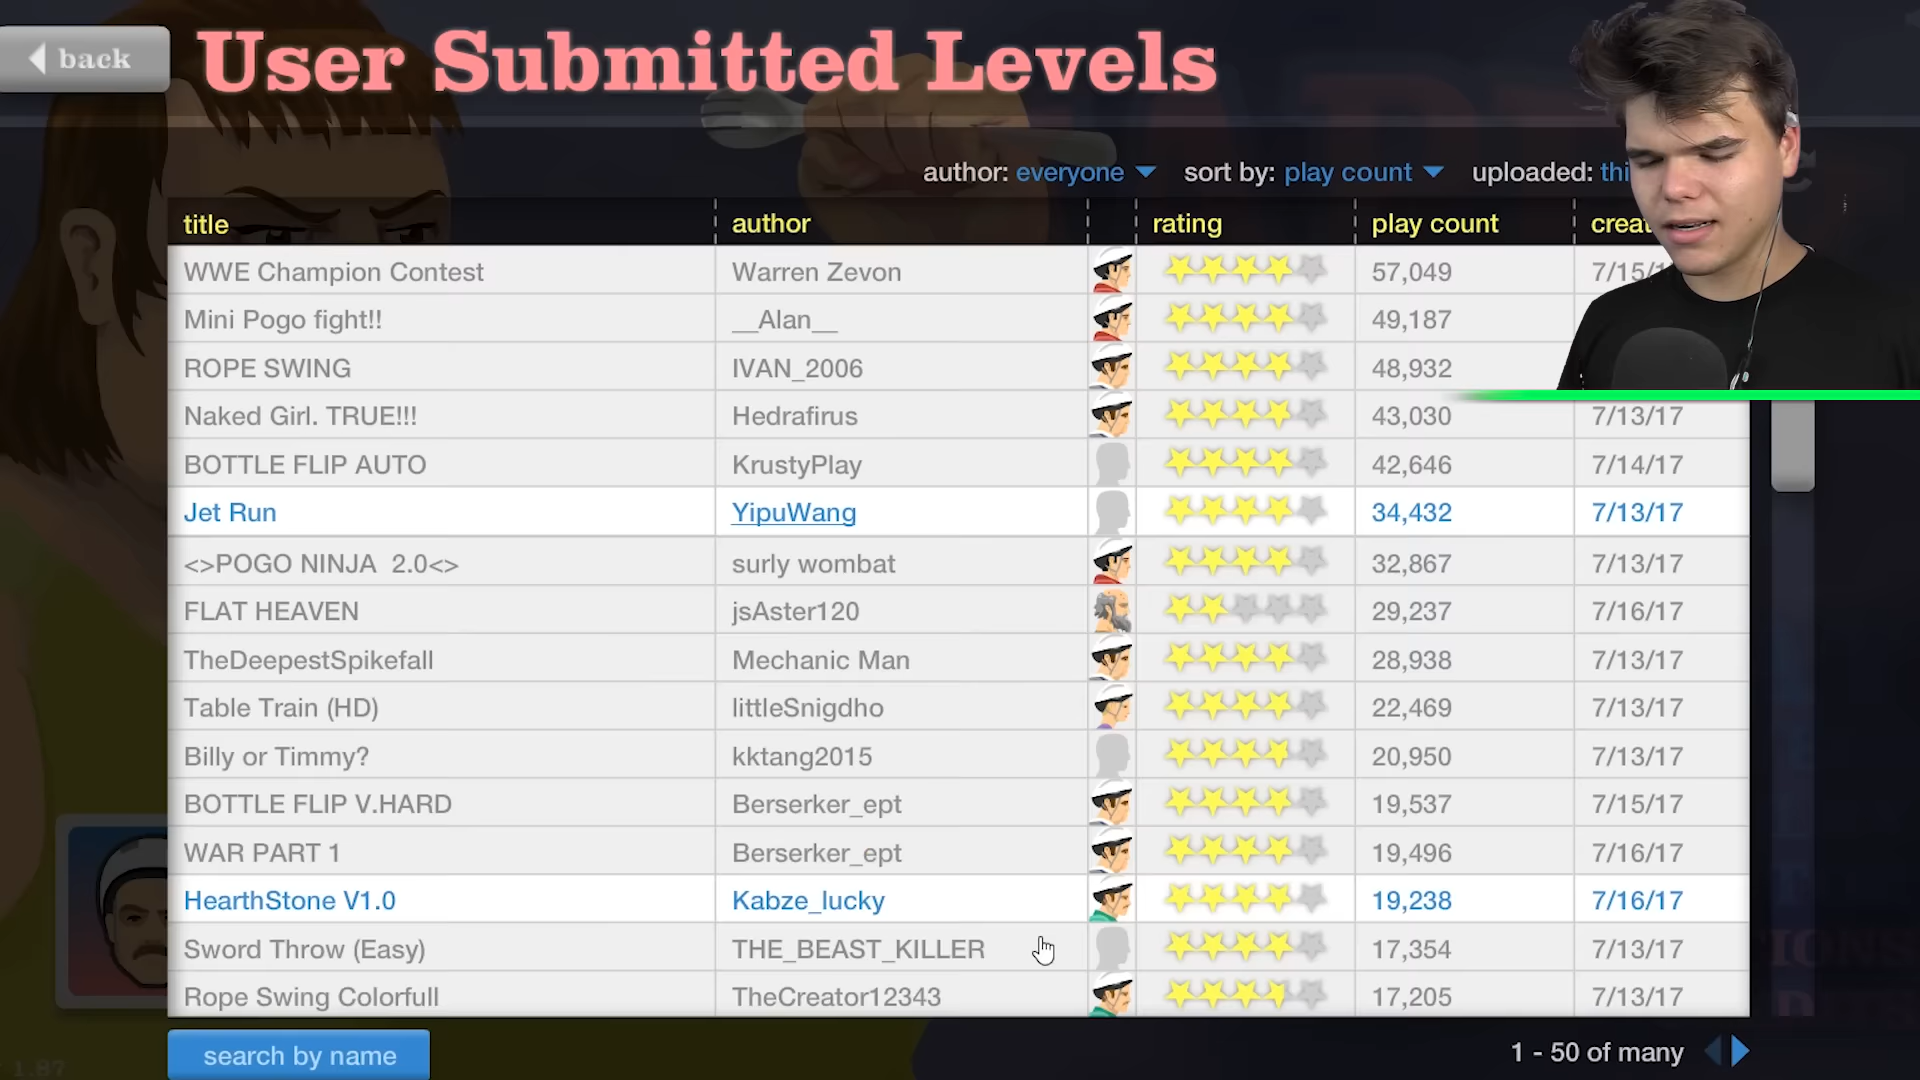 back
User Submitted Levels
author: everyone sort by: play count uploaded:
title author rating play count
WWE Champion Contest Warren Zevon 57,049
Mini Pogo fight!! __Alan__ 49,187
ROPE SWING IVAN_2006 48,932
Naked Girl. TRUE!!! Hedrafirus 43,030 7/13/17
BOTTLE FLIP AUTO KrustyPlay 42,646 7/14/17
Jet Run YipuWang 34,432 7/13/17
<>POGO NINJA 2.0<> surly wombat 32,867 7/13/17
FLAT HEAVEN jsAster120 29,237 7/16/17
TheDeepestSpikefall Mechanic Man 28,938 7/13/17
Table Train (HD) littleSnigdho 22,469 7/13/17
Billy or Timmy? kktang2015 20,950 7/13/17
BOTTLE FLIP V.HARD Berserker_ept 19,537 7/15/17
WAR PART 1 Berserker_ept 19,496 7/16/17
HearthStone V1.0 Kabze_lucky 19,238 7/16/17
Sword Throw (Easy) THE_BEAST_KILLER 17,354 7/13/17
Rope Swing Colorfull TheCreator12343 17,205 7/13/17
search by name 1 - 50 of many
1.87